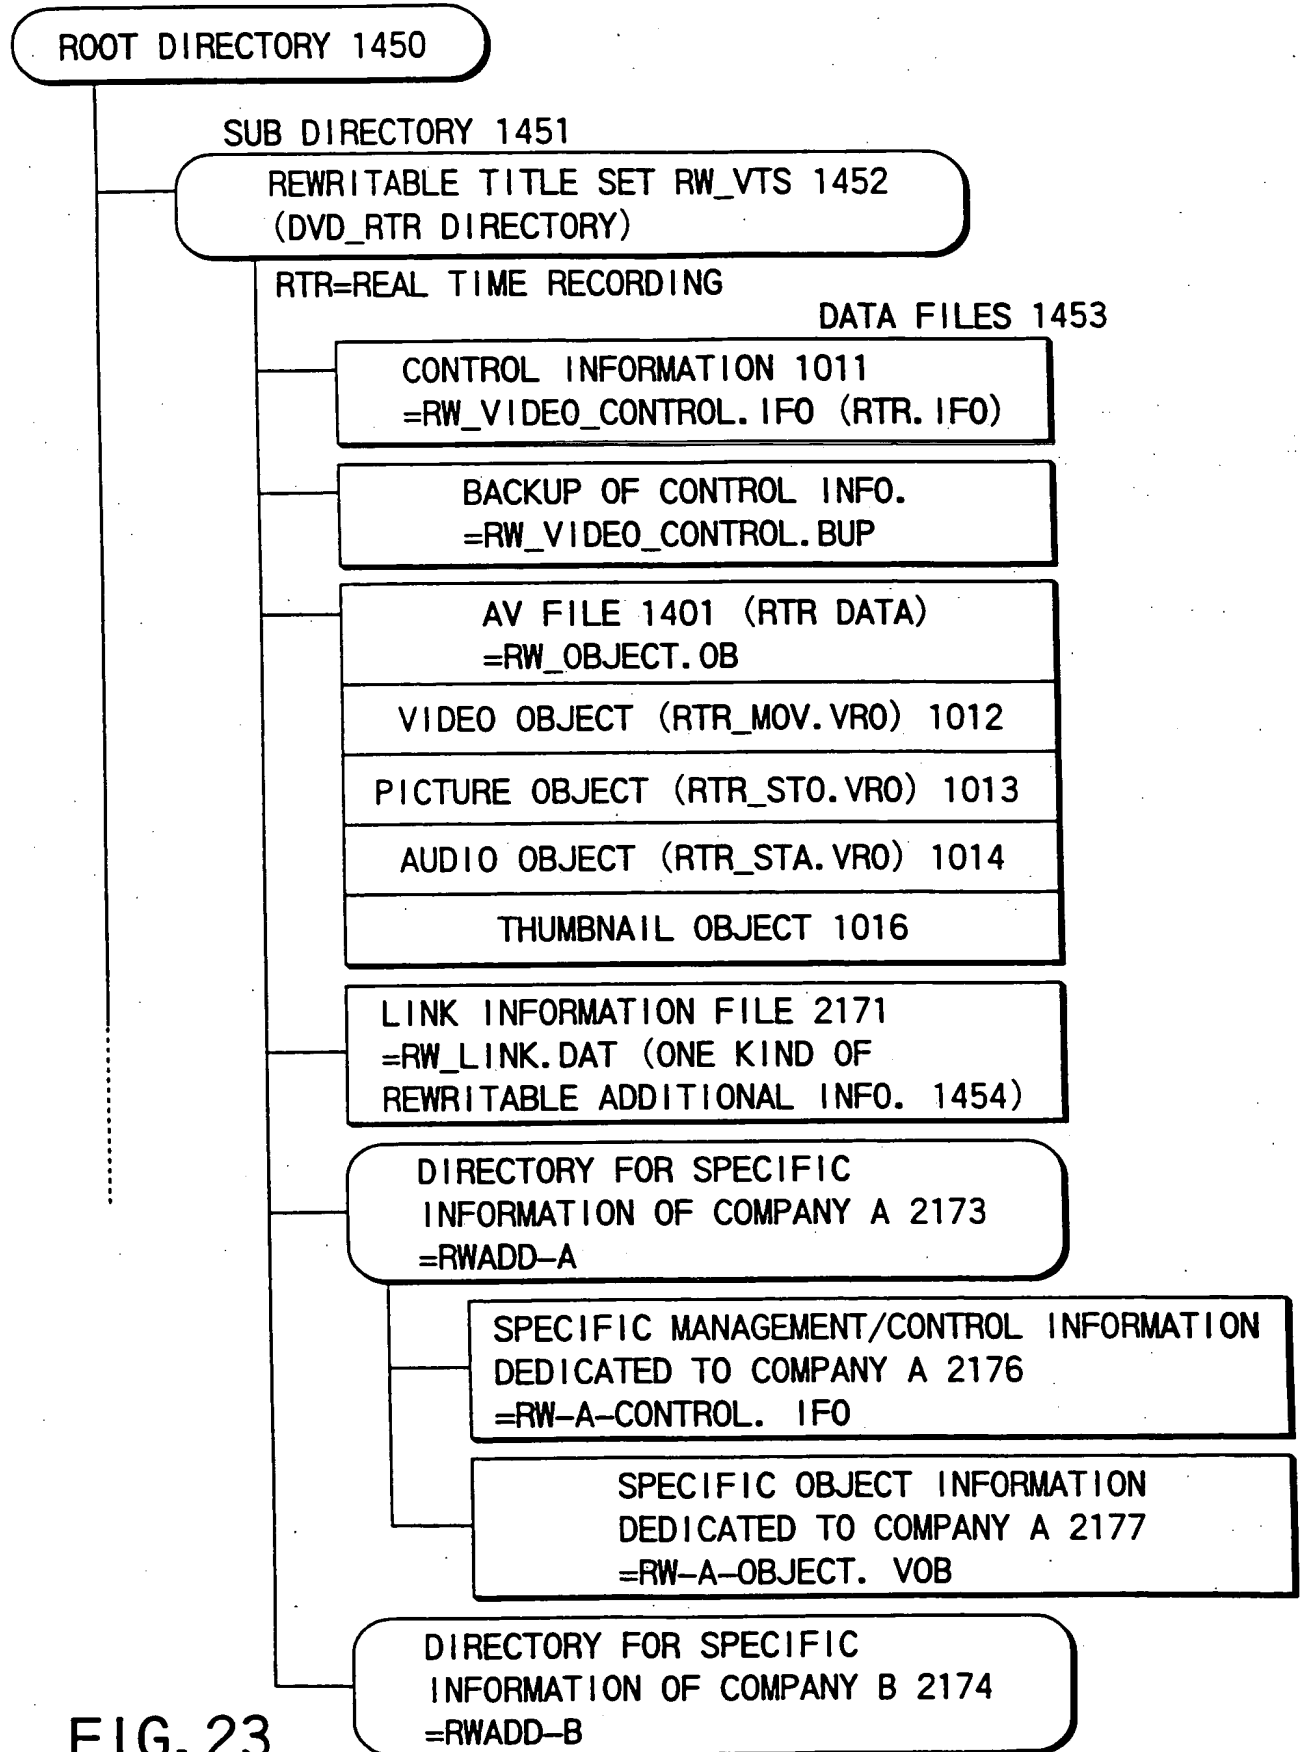 ROOT DIRECTORY 1450
SUB DIRECTORY 1451
REWRITABLE TITLE SET RW_VTS 1452
(DVD_RTR DIRECTORY)
RTR=REAL TIME RECORDING
DATA FILES 1453
CONTROL INFORMATION 1011
=RW_VIDEO_CONTROL.IFO (RTR.IFO)
BACKUP OF CONTROL INFO.
=RW_VIDEO_CONTROL.BUP
AV FILE 1401 (RTR DATA)
=RW_OBJECT.OB
VIDEO OBJECT (RTR_MOV.VRO) 1012
PICTURE OBJECT (RTR_STO.VRO) 1013
AUDIO OBJECT (RTR_STA.VRO) 1014
THUMBNAIL OBJECT 1016
LINK INFORMATION FILE 2171
=RW_LINK.DAT (ONE KIND OF
REWRITABLE ADDITIONAL INFO. 1454)
DIRECTORY FOR SPECIFIC
INFORMATION OF COMPANY A 2173
=RWADD-A
SPECIFIC MANAGEMENT/CONTROL INFORMATION
DEDICATED TO COMPANY A 2176
=RW-A-CONTROL. IFO
SPECIFIC OBJECT INFORMATION
DEDICATED TO COMPANY A 2177
=RW-A-OBJECT. VOB
DIRECTORY FOR SPECIFIC
INFORMATION OF COMPANY B 2174
=RWADD-B
FIG. 23